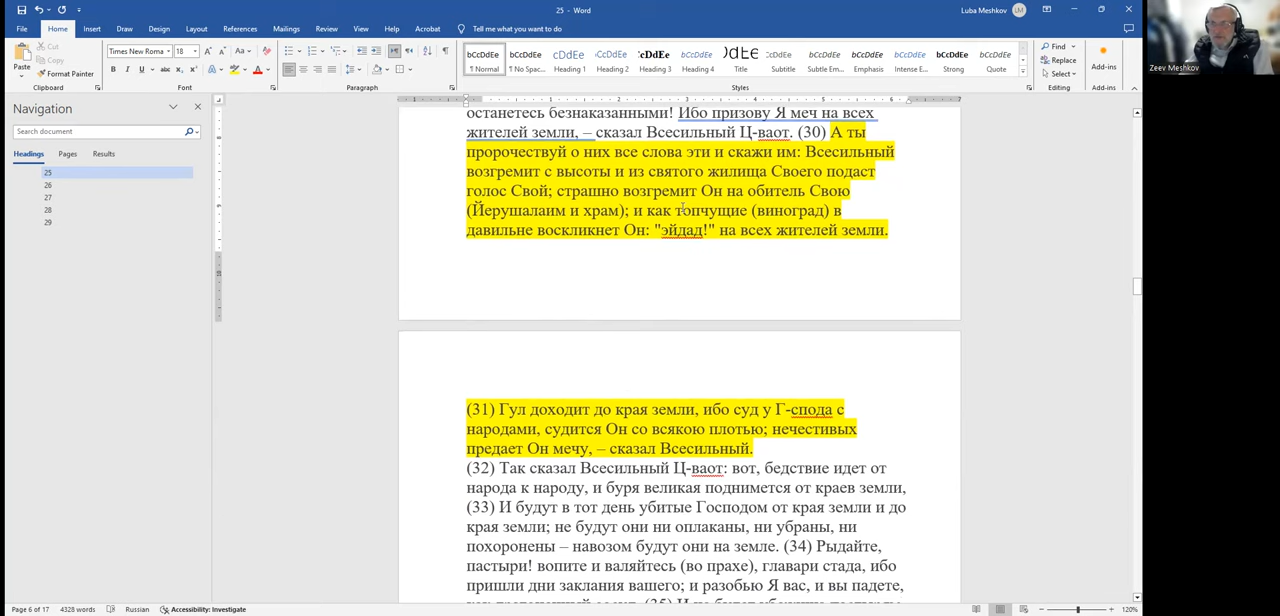 25 - Word
Luba Meshkov
LM
File Home Insert Draw Design Layout References Mailings Review View Help Acrobat Tell me what you want to do
Paste
Cut
Copy
Format Painter
Clipboard
Times New Roma 18
Font
Paragraph
¶ Normal
¶ No Spac...
Heading 1
Heading 2
Heading 3
Heading 4
Title
Subtitle
Subtle Em...
Emphasis
Intense E...
Strong
Quote
Styles
Find
Replace
Select
Editing
Add-ins
Add-ins
Zeev Meshkov
Navigation
Search document
Headings Pages Results
25
26
27
28
29
останетесь безнаказанными! Ибо призову Я меч на всех
жителей земли, – сказал Всесильный Ц-ваот. (30) А ты
пророчествуй о них все слова эти и скажи им: Всесильный
возгремит с высоты и из святого жилища Своего подаст
голос Свой; страшно возгремит Он на обитель Свою
(Йерушалаим и храм); и как топчущие (виноград) в
давильне воскликнет Он: "эйдад!" на всех жителей земли.
(31) Гул доходит до края земли, ибо суд у Г-спода с
народами, судится Он со всякою плотью; нечестивых
предает Он мечу, – сказал Всесильный.
(32) Так сказал Всесильный Ц-ваот: вот, бедствие идет от
народа к народу, и буря великая поднимется от краев земли,
(33) И будут в тот день убитые Господом от края земли и до
края земли; не будут они ни оплаканы, ни убраны, ни
похоронены – навозом будут они на земле. (34) Рыдайте,
пастыри! вопите и валяйтесь (во прахе), главари стада, ибо
пришли дни заклания вашего; и разобью Я вас, и вы падете,
Page 6 of 17 4328 words Russian Accessibility: Investigate 120%